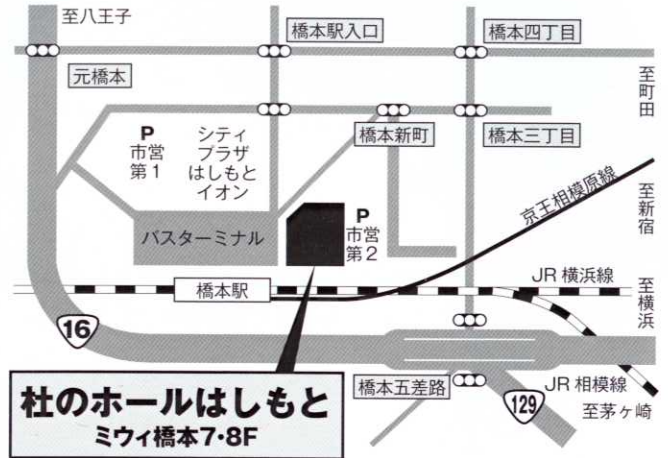 至八王子
橋本駅入口
橋本四丁目
元橋本
至町田
P
市営
第1
シティ
プラザ
はしもと
イオン
橋本新町
橋本三丁目
バスターミナル
P
市営
第2
京王相模原線
至新宿
橋本駅
JR 横浜線
至横浜
16
橋本五差路
129
JR 相模線
至茅ヶ崎
杜のホールはしもと
ミウィ橋本7・8F